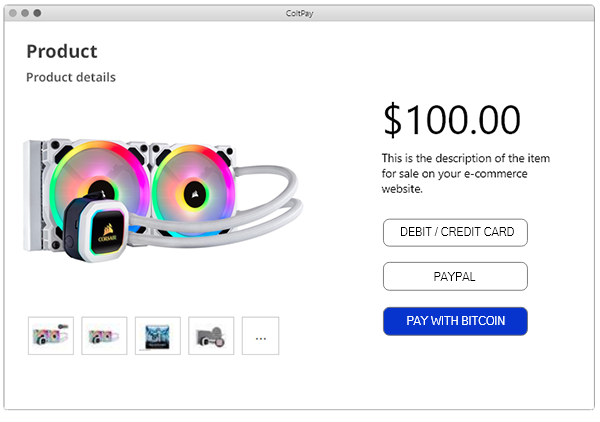 ColtPay
Product
Product details
$100.00
This is the description of the item
for sale on your e-commerce
website.
CORSAIR
DEBIT / CREDIT CARD
PAYPAL
PAY WITH BITCOIN
...